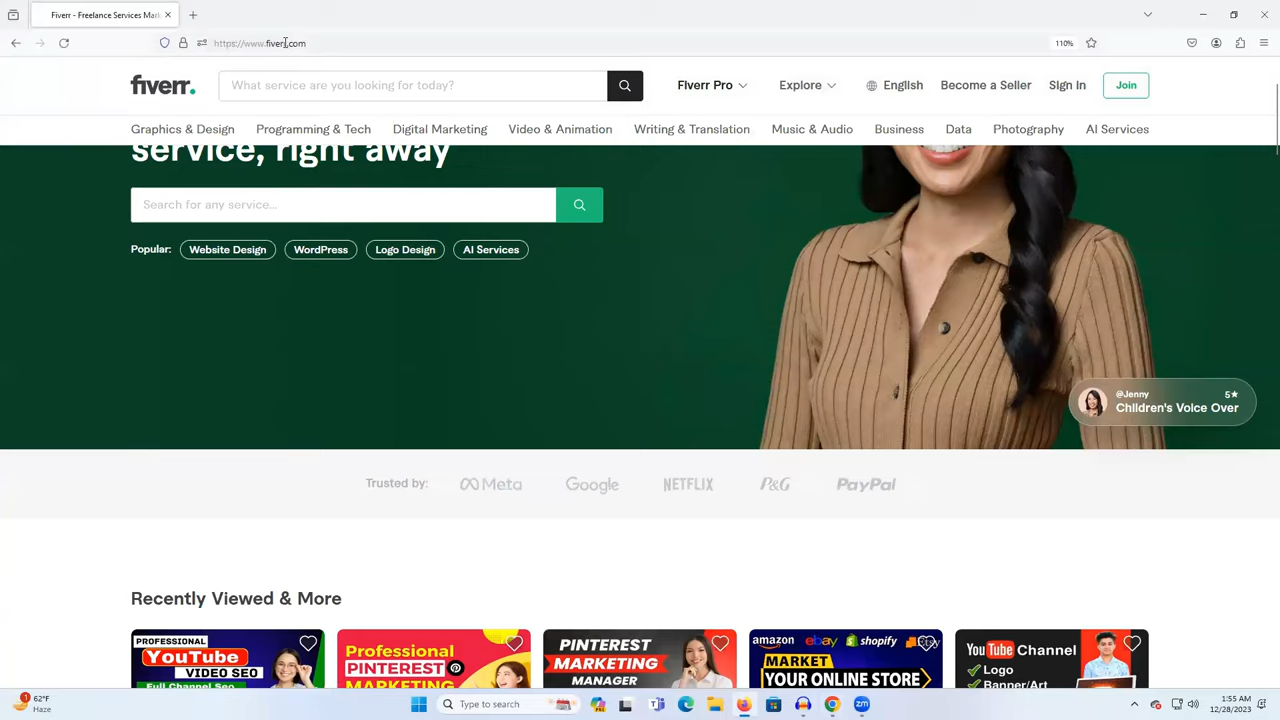 Fiverr - Freelance Services Mark
https://www.fiverr.com
110%
fiverr.
What service are you looking for today?
Fiverr Pro
Explore
English
Become a Seller
Sign In
Join
Graphics & Design
Programming & Tech
Digital Marketing
Video & Animation
Writing & Translation
Music & Audio
Business
Data
Photography
AI Services
service, right away
Search for any service...
Popular:
Website Design
WordPress
Logo Design
AI Services
@Jenny
5★
Children's Voice Over
Trusted by:
Meta
Google
NETFLIX
P&G
PayPal
Recently Viewed & More
PROFESSIONAL
YouTube
VIDEO SEO
Full Channel Seo
Professional
PINTEREST
MARKETING
PINTEREST
MARKETING
MANAGER
amazon
ebay
shopify
MARKET
YOUR ONLINE STORE
YouTube Channel
Logo
Banner/Art
1
62°F
Haze
Type to search
1:55 AM
12/28/2023